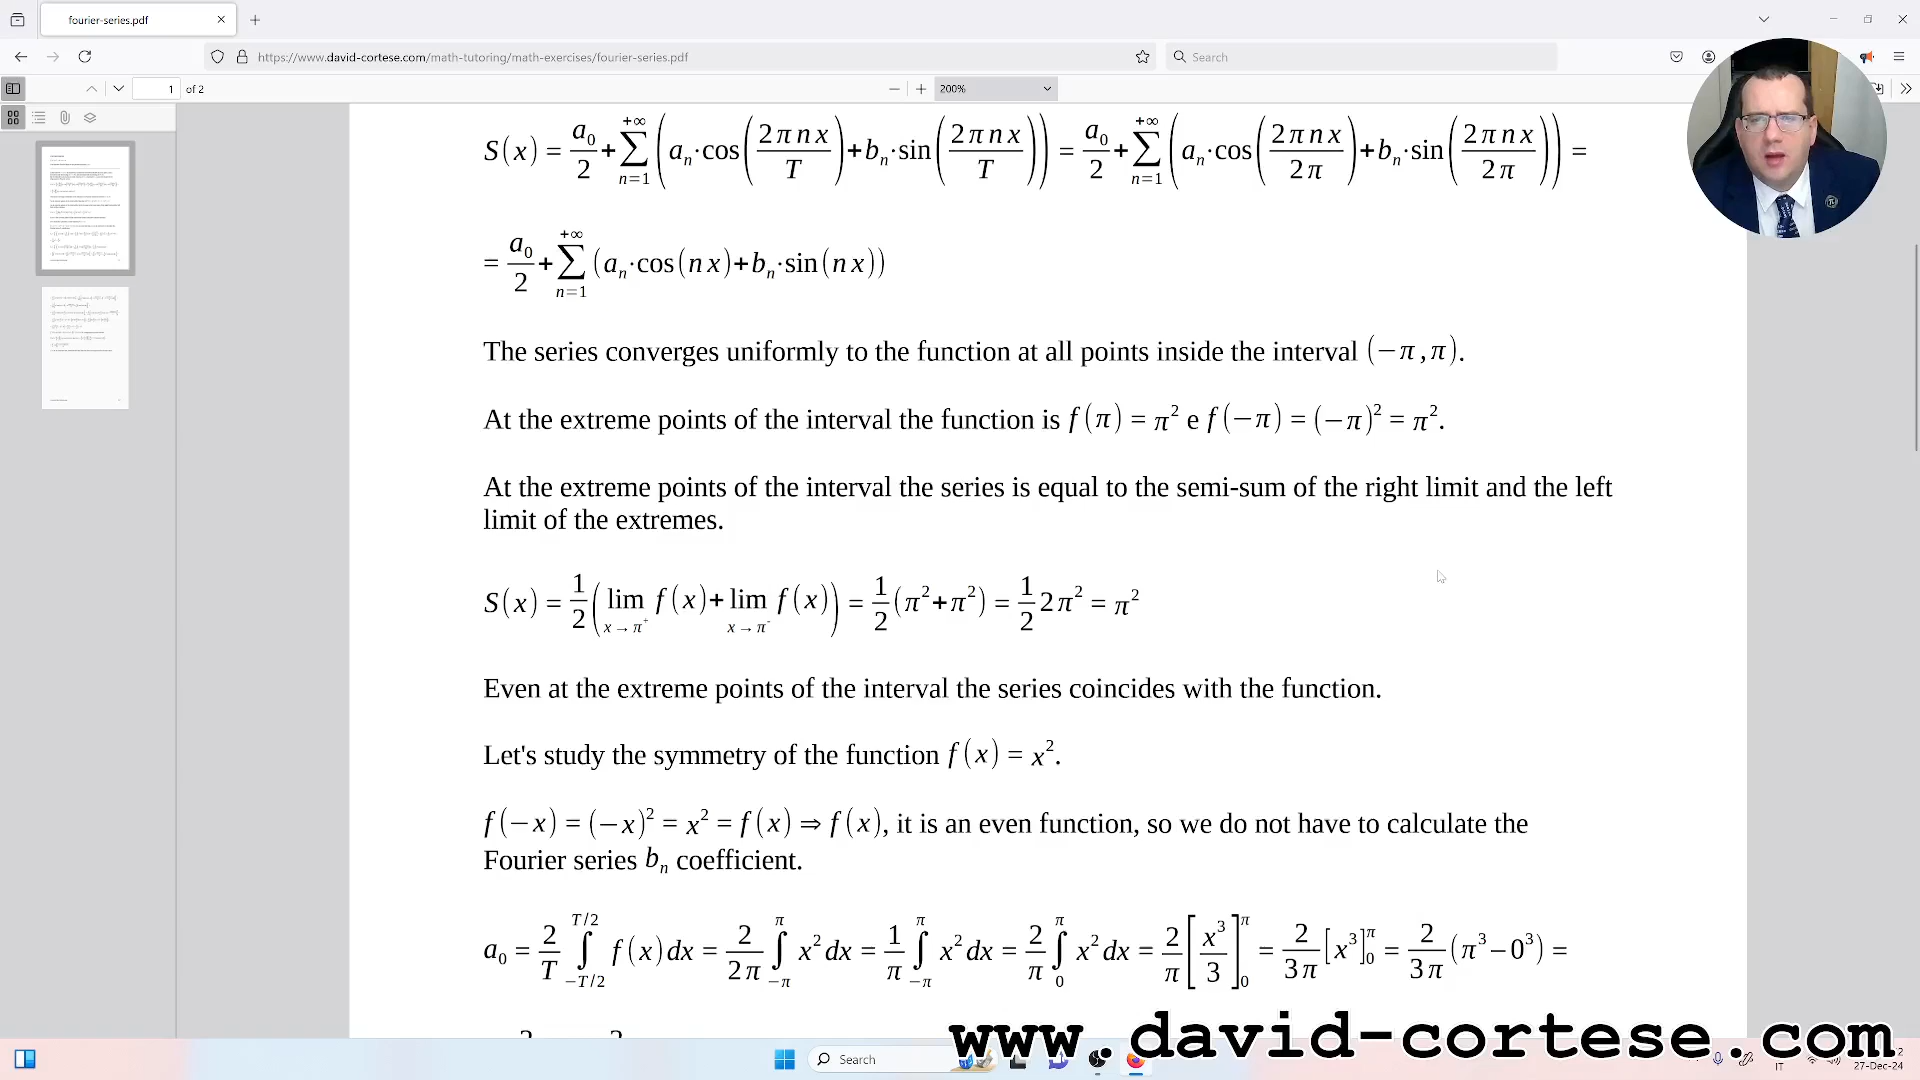 fourier-series.pdf
https://www.david-cortese.com/math-tutoring/math-exercises/fourier-series.pdf
Search
1 of 2
200%
S(x) = a₀/2 + ∑ₙ₌₁⁺∞ (aₙ·cos(2πnx/T) + bₙ·sin(2πnx/T)) = a₀/2 + ∑ₙ₌₁⁺∞ (aₙ·cos(2πnx/2π) + bₙ·sin(2πnx/2π)) =
= a₀/2 + ∑ₙ₌₁⁺∞ (aₙ·cos(nx)+bₙ·sin(nx))
The series converges uniformly to the function at all points inside the interval (−π,π).
At the extreme points of the interval the function is f(π) = π² e f(−π) = (−π)² = π².
At the extreme points of the interval the series is equal to the semi-sum of the right limit and the left
limit of the extremes.
S(x) = 1/2 (lim x→π⁺ f(x) + lim x→π⁻ f(x)) = 1/2(π²+π²) = 1/2 2π² = π²
Even at the extreme points of the interval the series coincides with the function.
Let's study the symmetry of the function f(x) = x².
f(−x) = (−x)² = x² = f(x) ⇒ f(x), it is an even function, so we do not have to calculate the
Fourier series bₙ coefficient.
a₀ = 2/T ∫₋T/2^T/2 f(x)dx = 2/2π ∫₋π^π x²dx = 1/π ∫₋π^π x²dx = 2/π ∫₀^π x²dx = 2/π [x³/3]₀^π = 2/3π [x³]₀^π = 2/3π (π³−0³) =
www.david-cortese.com
Search
IT
27-Dec-24